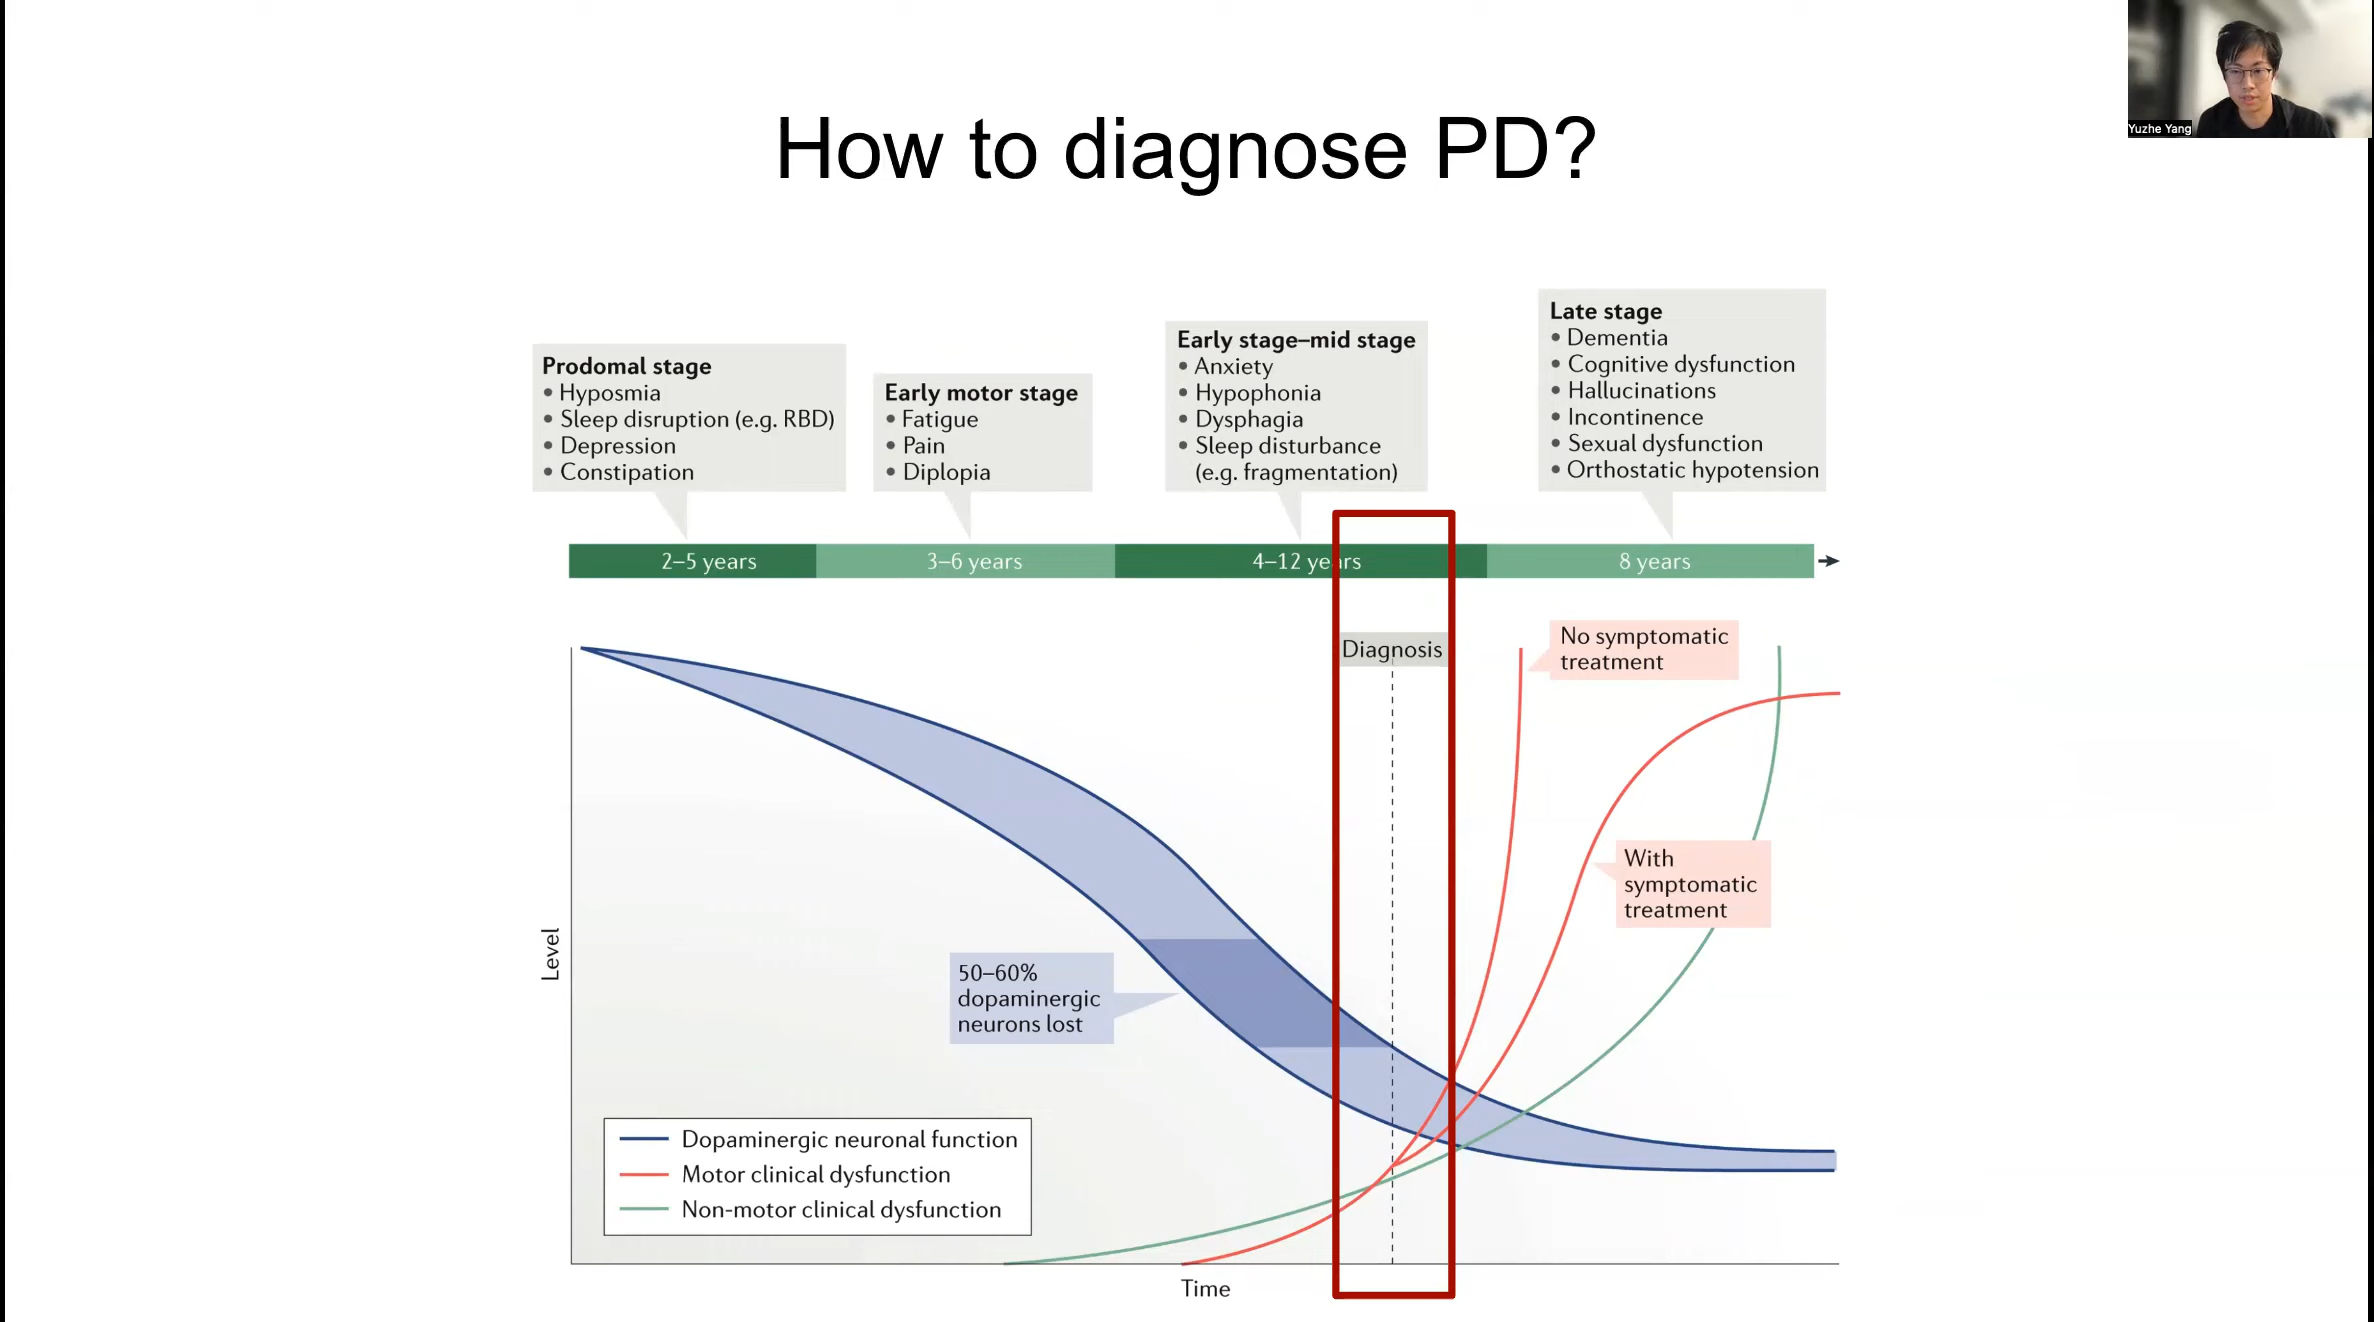 Yuzhe Yang
How to diagnose PD?
Prodomal stage
• Hyposmia
• Sleep disruption (e.g. RBD)
• Depression
• Constipation
Early motor stage
• Fatigue
• Pain
• Diplopia
Early stage–mid stage
• Anxiety
• Hypophonia
• Dysphagia
• Sleep disturbance
(e.g. fragmentation)
Late stage
• Dementia
• Cognitive dysfunction
• Hallucinations
• Incontinence
• Sexual dysfunction
• Orthostatic hypotension
2–5 years
3–6 years
4–12 years
8 years
Diagnosis
No symptomatic
treatment
With
symptomatic
treatment
50–60%
dopaminergic
neurons lost
Level
Dopaminergic neuronal function
Motor clinical dysfunction
Non-motor clinical dysfunction
Time